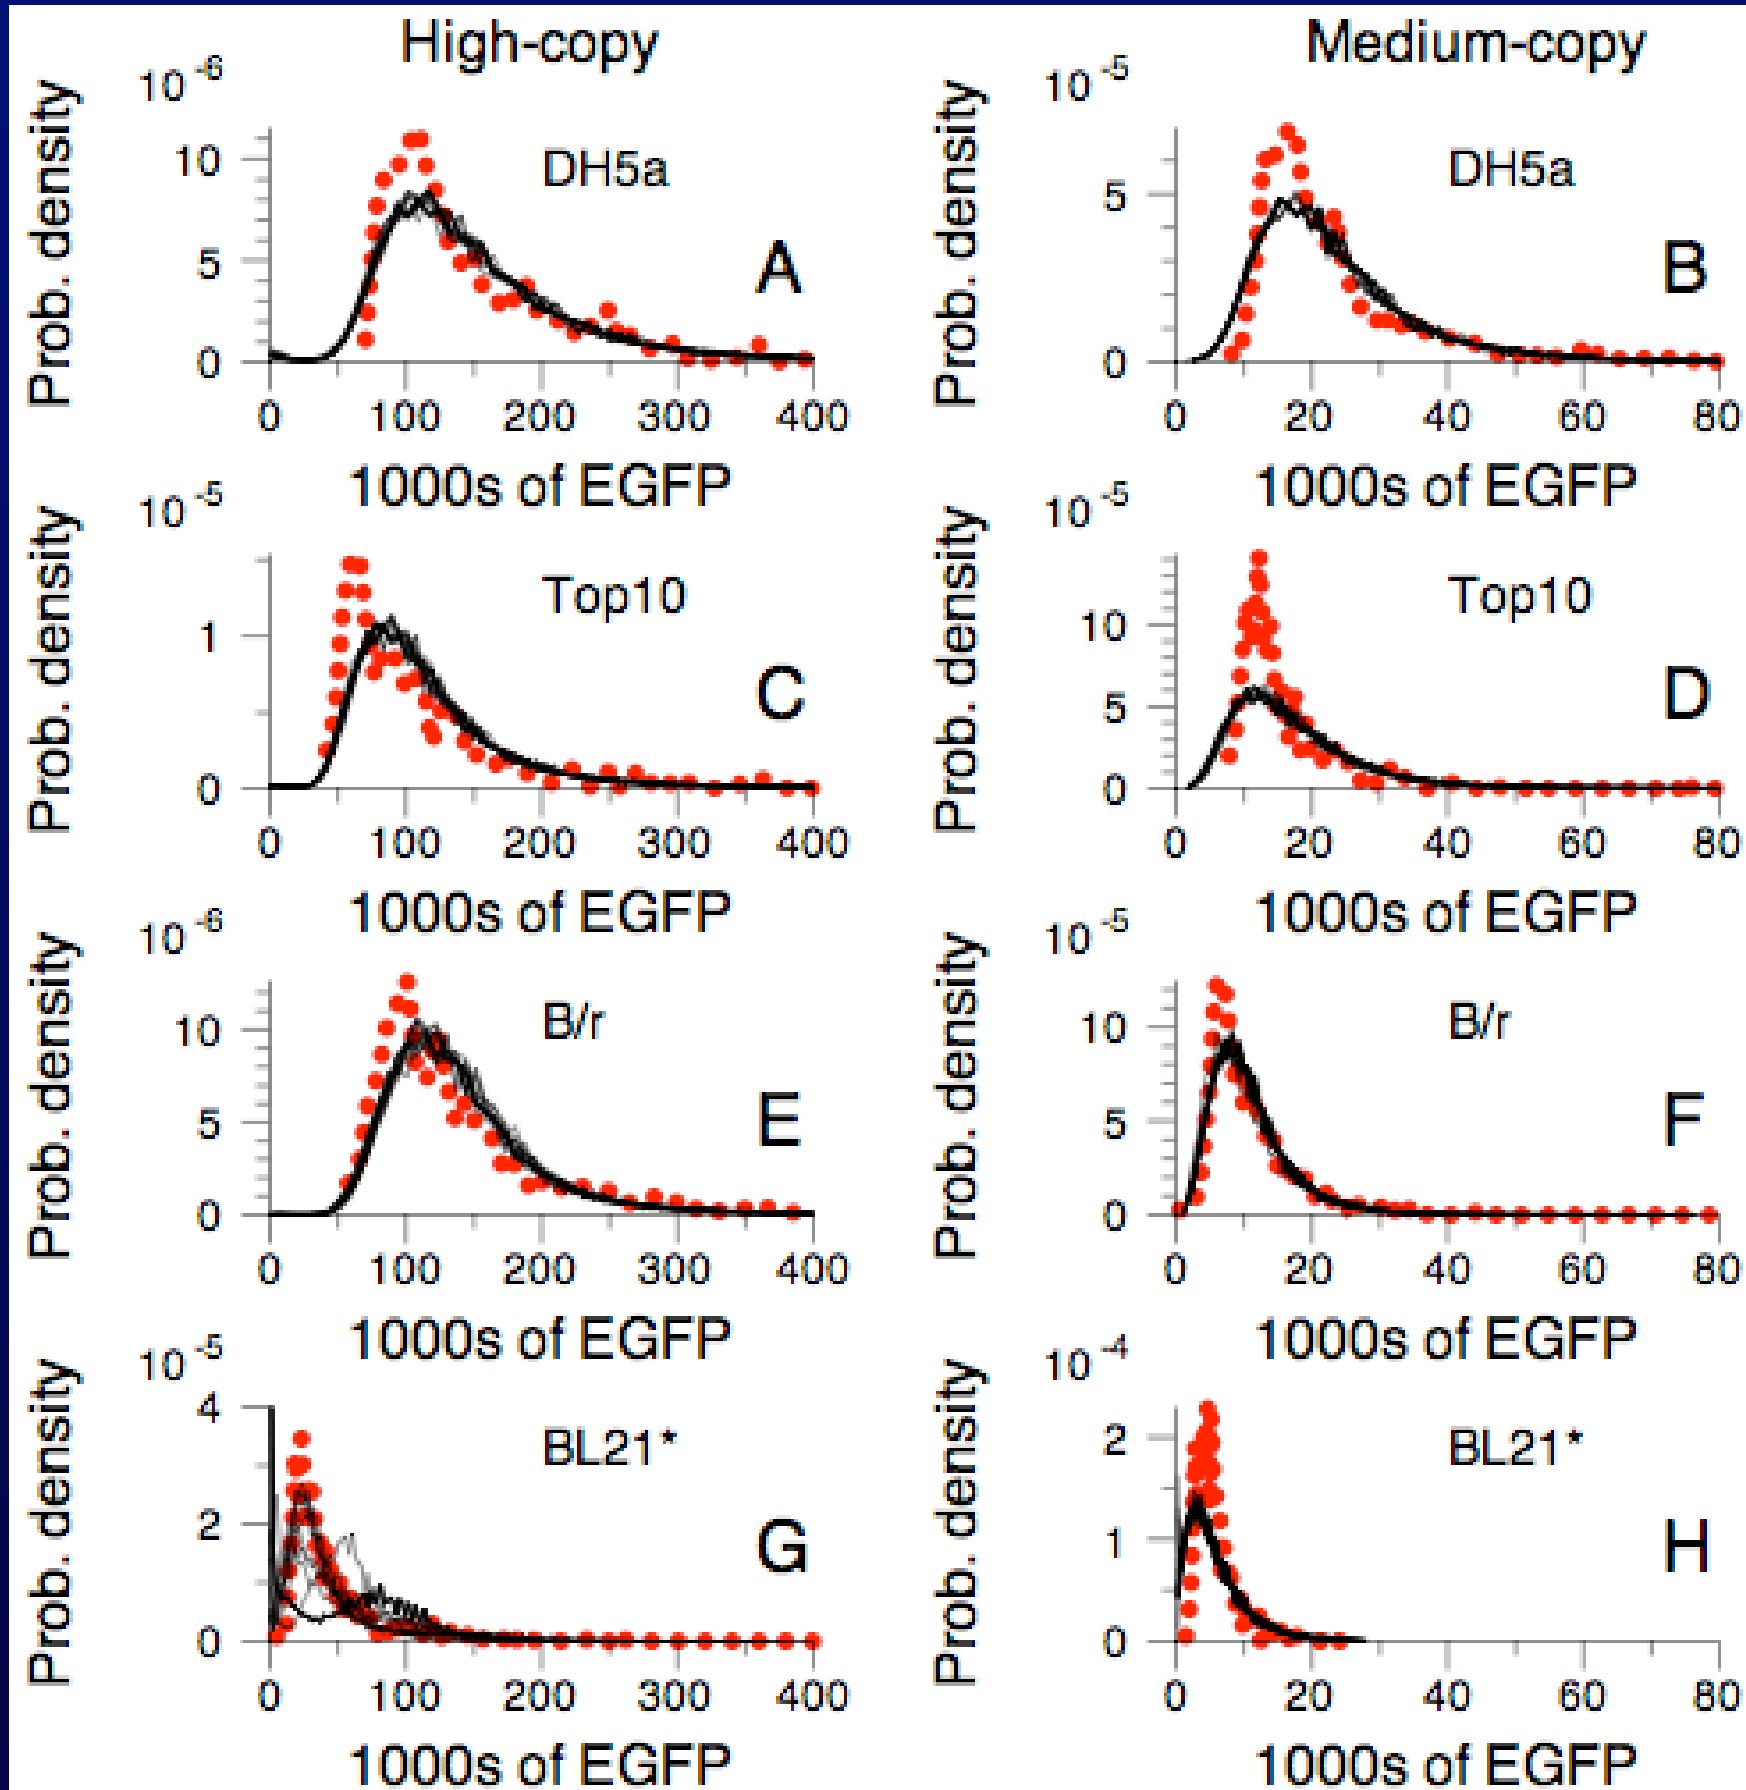 High-copy Medium-copy
10^-6 10^-5
Prob. density Prob. density
10 5 0 DH5a A
5 0 DH5a B
0 100 200 300 400 0 20 40 60 80
1000s of EGFP 1000s of EGFP
10^-5 10^-5
Prob. density Prob. density
1 0 Top10 C
10 5 0 Top10 D
0 100 200 300 400 0 20 40 60 80
1000s of EGFP 1000s of EGFP
10^-6 10^-5
Prob. density Prob. density
10 5 0 B/r E
10 5 0 B/r F
0 100 200 300 400 0 20 40 60 80
1000s of EGFP 1000s of EGFP
10^-5 10^-4
Prob. density Prob. density
4 2 0 BL21* G
2 1 0 BL21* H
0 100 200 300 400 0 20 40 60 80
1000s of EGFP 1000s of EGFP